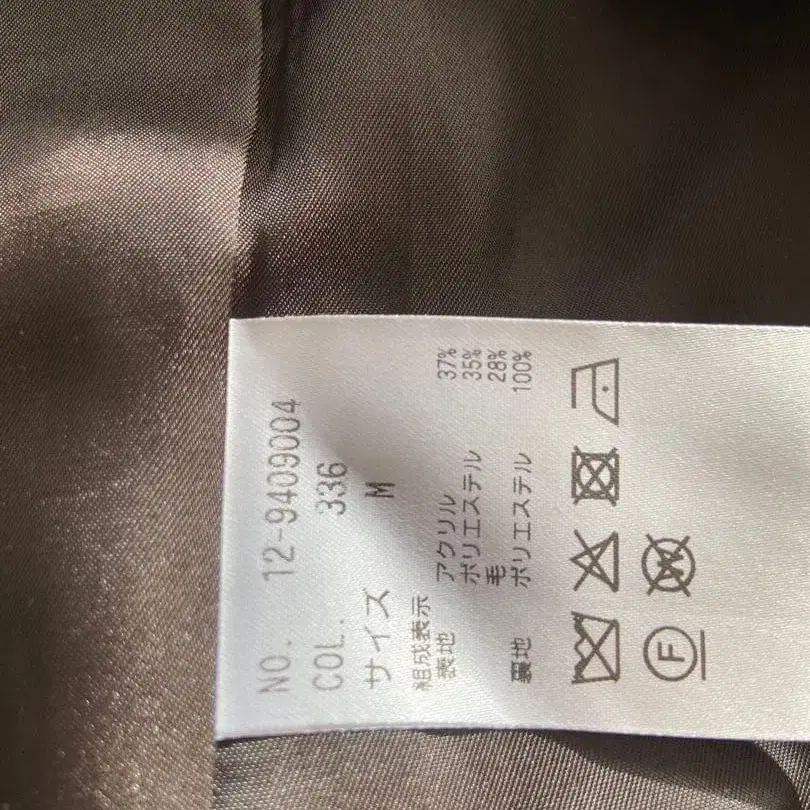 NO. 12-9409004
COL. 336
サイズ M
組成表示
表地 アクリル 37%
ポリエステル 35%
毛 28%
裏地 ポリエステル 100%
F W